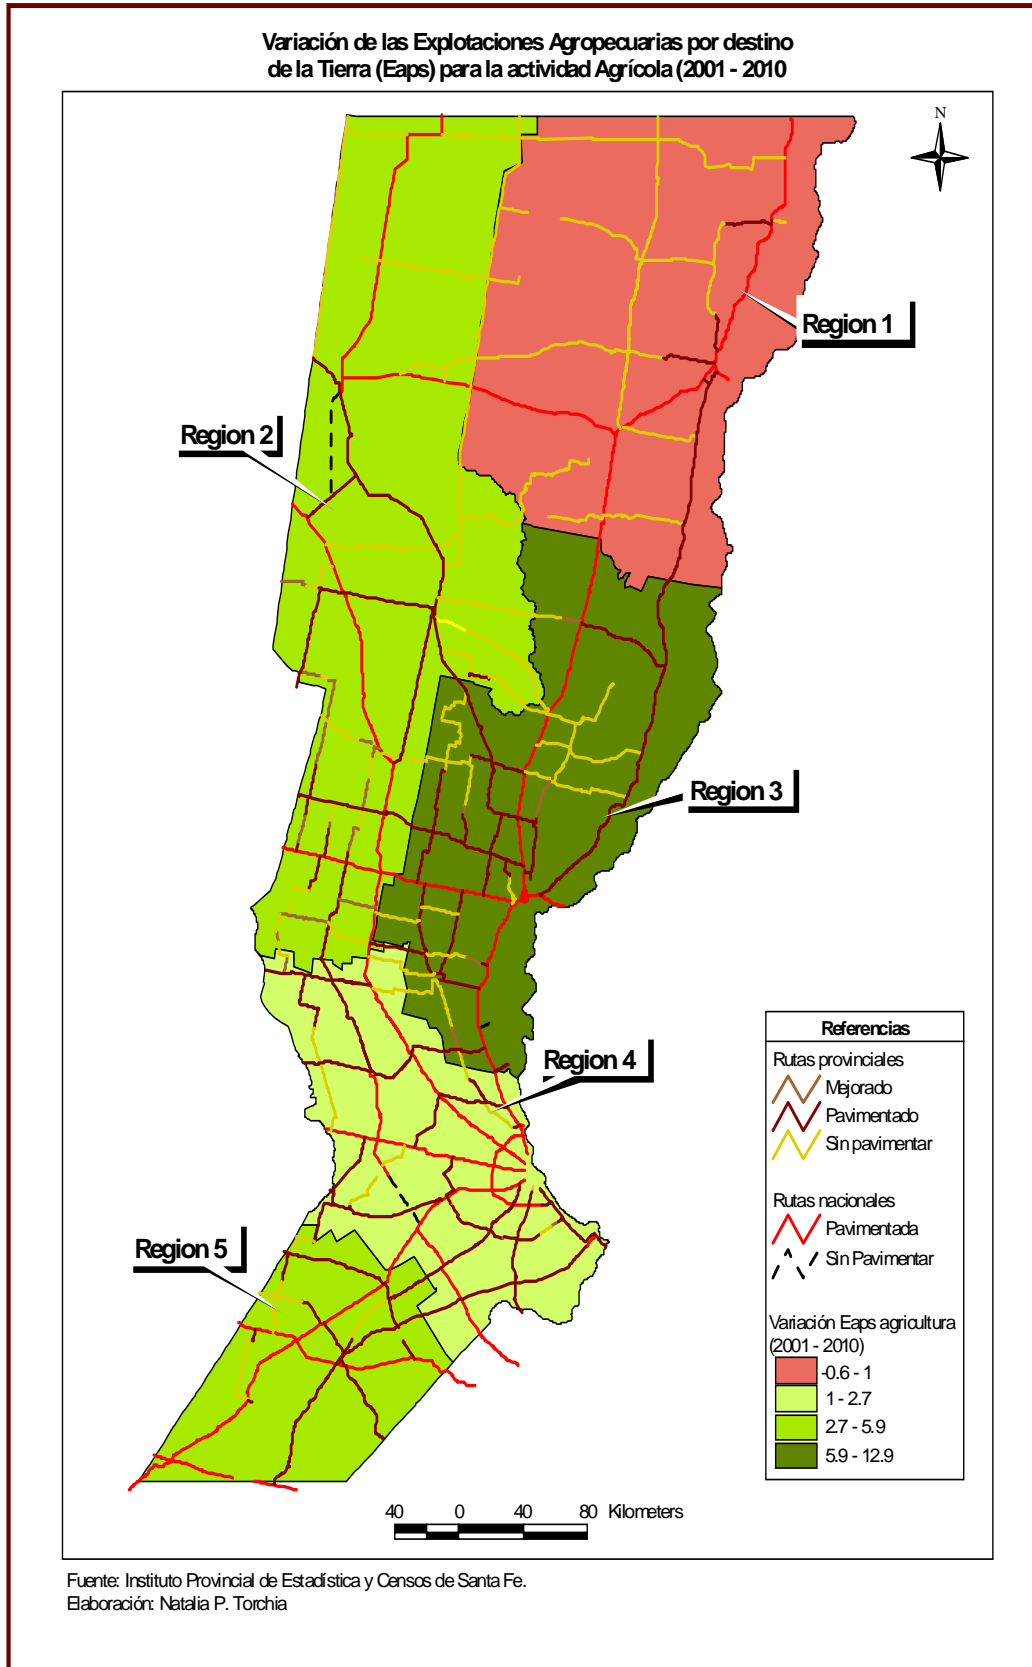 Variación de las Explotaciones Agropecuarias por destino
de la Tierra (Eaps) para la actividad Agrícola (2001 - 2010
N
Region 1
Region 2
Region 3
Region 4
Region 5
Referencias
Rutas provinciales
Mejorado
Pavimentado
Sin pavimentar
Rutas nacionales
Pavimentada
Sin Pavimentar
Variación Eaps agricultura
(2001 - 2010)
-0.6 - 1
1 - 2.7
2.7 - 5.9
5.9 - 12.9
40 0 40 80 Kilometers
Fuente: Instituto Provincial de Estadística y Censos de Santa Fe.
Elaboración: Natalia P. Torchia